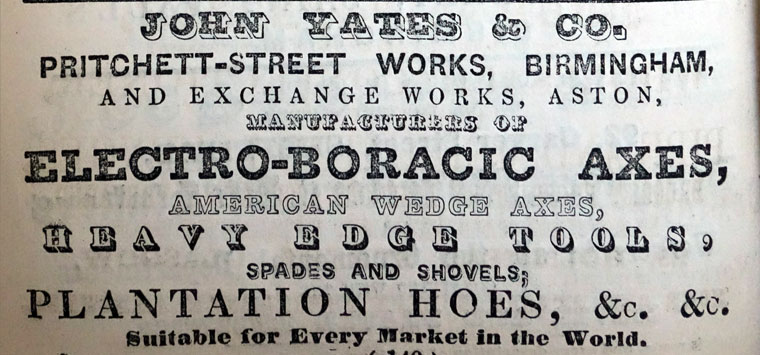 JOHN YATES & CO.
PRITCHETT-STREET WORKS, BIRMINGHAM,
AND EXCHANGE WORKS, ASTON,
MANUFACTURERS OF
ELECTRO-BORACIC AXES,
AMERICAN WEDGE AXES,
HEAVY EDGE TOOLS,
SPADES AND SHOVELS;
PLANTATION HOES, &c. &c.
Suitable for Every Market in the World.